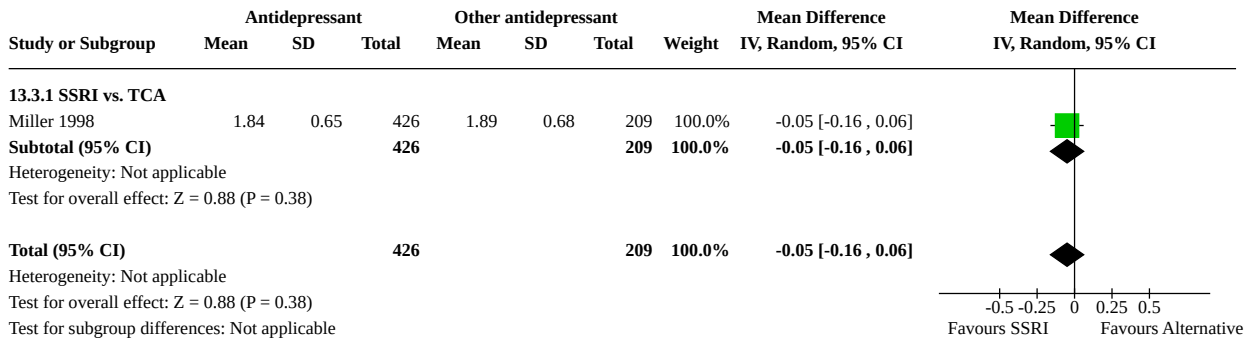 Antidepressant Other antidepressant Mean Difference Mean Difference
Study or Subgroup Mean SD Total Mean SD Total Weight IV, Random, 95% CI IV, Random, 95% CI
13.3.1 SSRI vs. TCA
Miller 1998 1.84 0.65 426 1.89 0.68 209 100.0% -0.05 [-0.16 , 0.06]
Subtotal (95% CI) 426 209 100.0% -0.05 [-0.16 , 0.06]
Heterogeneity: Not applicable
Test for overall effect: Z = 0.88 (P = 0.38)
Total (95% CI) 426 209 100.0% -0.05 [-0.16 , 0.06]
Heterogeneity: Not applicable
Test for overall effect: Z = 0.88 (P = 0.38) -0.5 -0.25 0 0.25 0.5
Test for subgroup differences: Not applicable Favours SSRI Favours Alternative